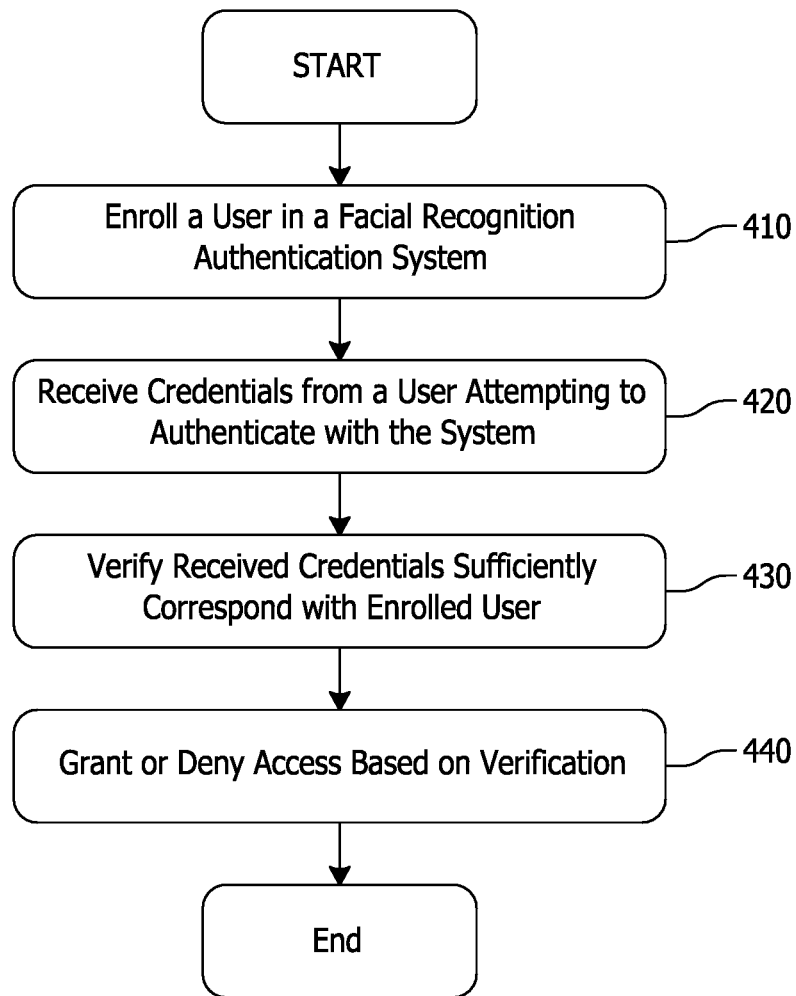 START
Enroll a User in a Facial Recognition
Authentication System
410
Receive Credentials from a User Attempting to
Authenticate with the System
420
Verify Received Credentials Sufficiently
Correspond with Enrolled User
430
Grant or Deny Access Based on Verification
440
End